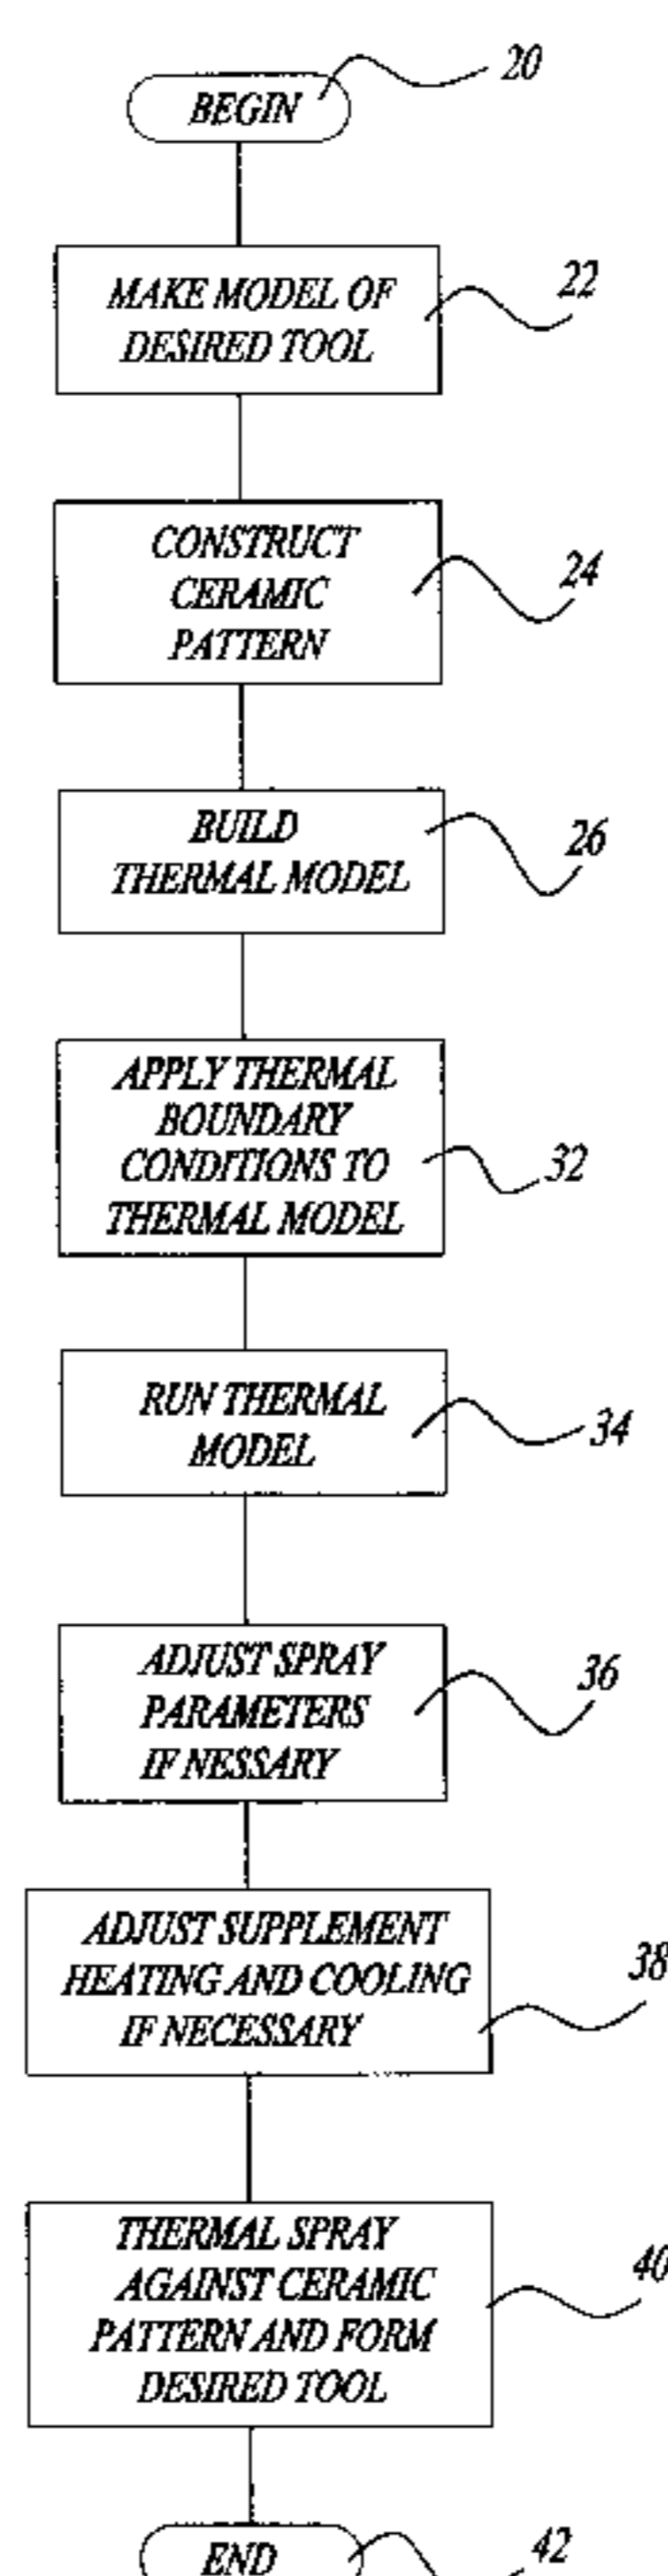 20
BEGIN
22
MAKE MODEL OF
DESIRED TOOL
24
CONSTRUCT
CERAMIC
PATTERN
26
BUILD
THERMAL MODEL
APPLY THERMAL
BOUNDARY
CONDITIONS TO
THERMAL MODEL
32
RUN THERMAL
MODEL
34
ADJUST SPRAY
PARAMETERS
IF NESSARY
36
ADJUST SUPPLEMENT
HEATING AND COOLING
IF NECESSARY
38
THERMAL SPRAY
AGAINST CERAMIC
PATTERN AND FORM
DESIRED TOOL
40
END
42